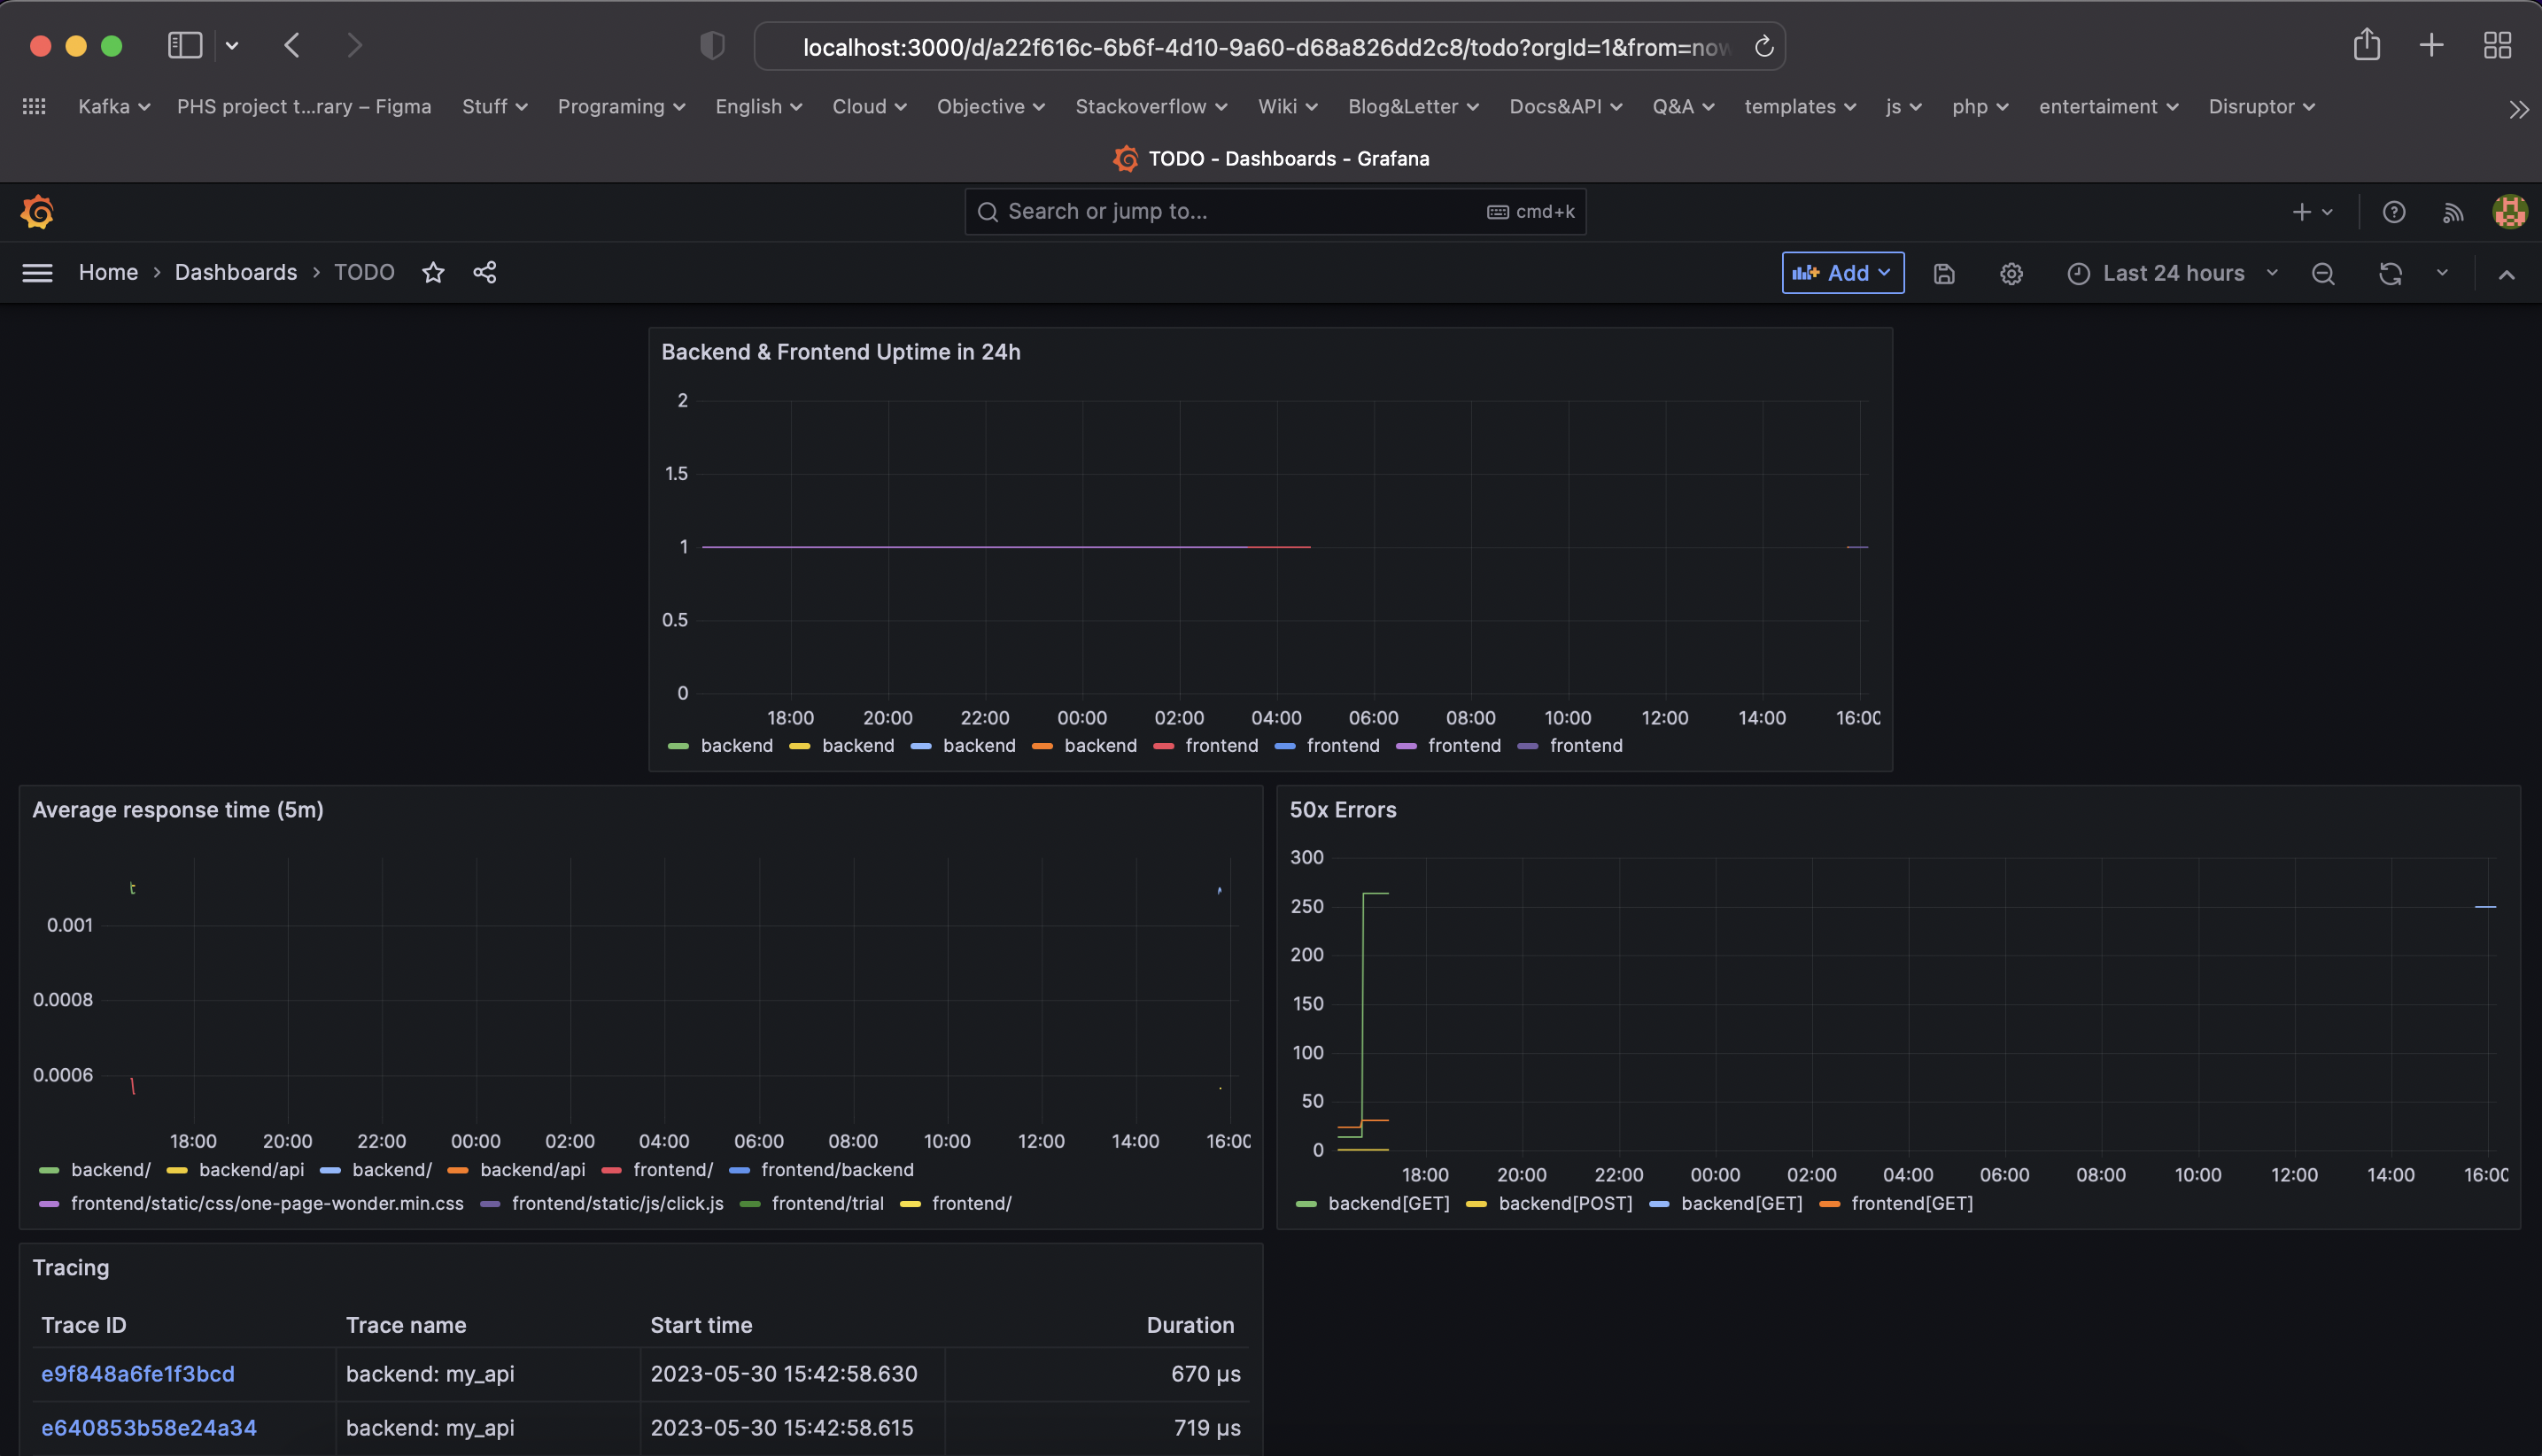 localhost:3000/d/a22f616c-6b6f-4d10-9a60-d68a826dd2c8/todo?orgId=1&from=now
Kafka PHS project t...rary – Figma Stuff Programing English Cloud Objective Stackoverflow Wiki Blog&Letter Docs&API Q&A templates js php entertaiment Disruptor
TODO - Dashboards - Grafana
Search or jump to... cmd+k
Home > Dashboards > TODO Add Last 24 hours
Backend & Frontend Uptime in 24h
2
1.5
1
0.5
0
18:00 20:00 22:00 00:00 02:00 04:00 06:00 08:00 10:00 12:00 14:00 16:00
backend backend backend backend frontend frontend frontend frontend
Average response time (5m)
0.001
0.0008
0.0006
18:00 20:00 22:00 00:00 02:00 04:00 06:00 08:00 10:00 12:00 14:00 16:00
backend/ backend/api backend/ backend/api frontend/ frontend/backend
frontend/static/css/one-page-wonder.min.css frontend/static/js/click.js frontend/trial frontend/
50x Errors
300
250
200
150
100
50
0
18:00 20:00 22:00 00:00 02:00 04:00 06:00 08:00 10:00 12:00 14:00 16:00
backend[GET] backend[POST] backend[GET] frontend[GET]
Tracing
Trace ID Trace name Start time Duration
e9f848a6fe1f3bcd backend: my_api 2023-05-30 15:42:58.630 670 µs
e640853b58e24a34 backend: my_api 2023-05-30 15:42:58.615 719 µs